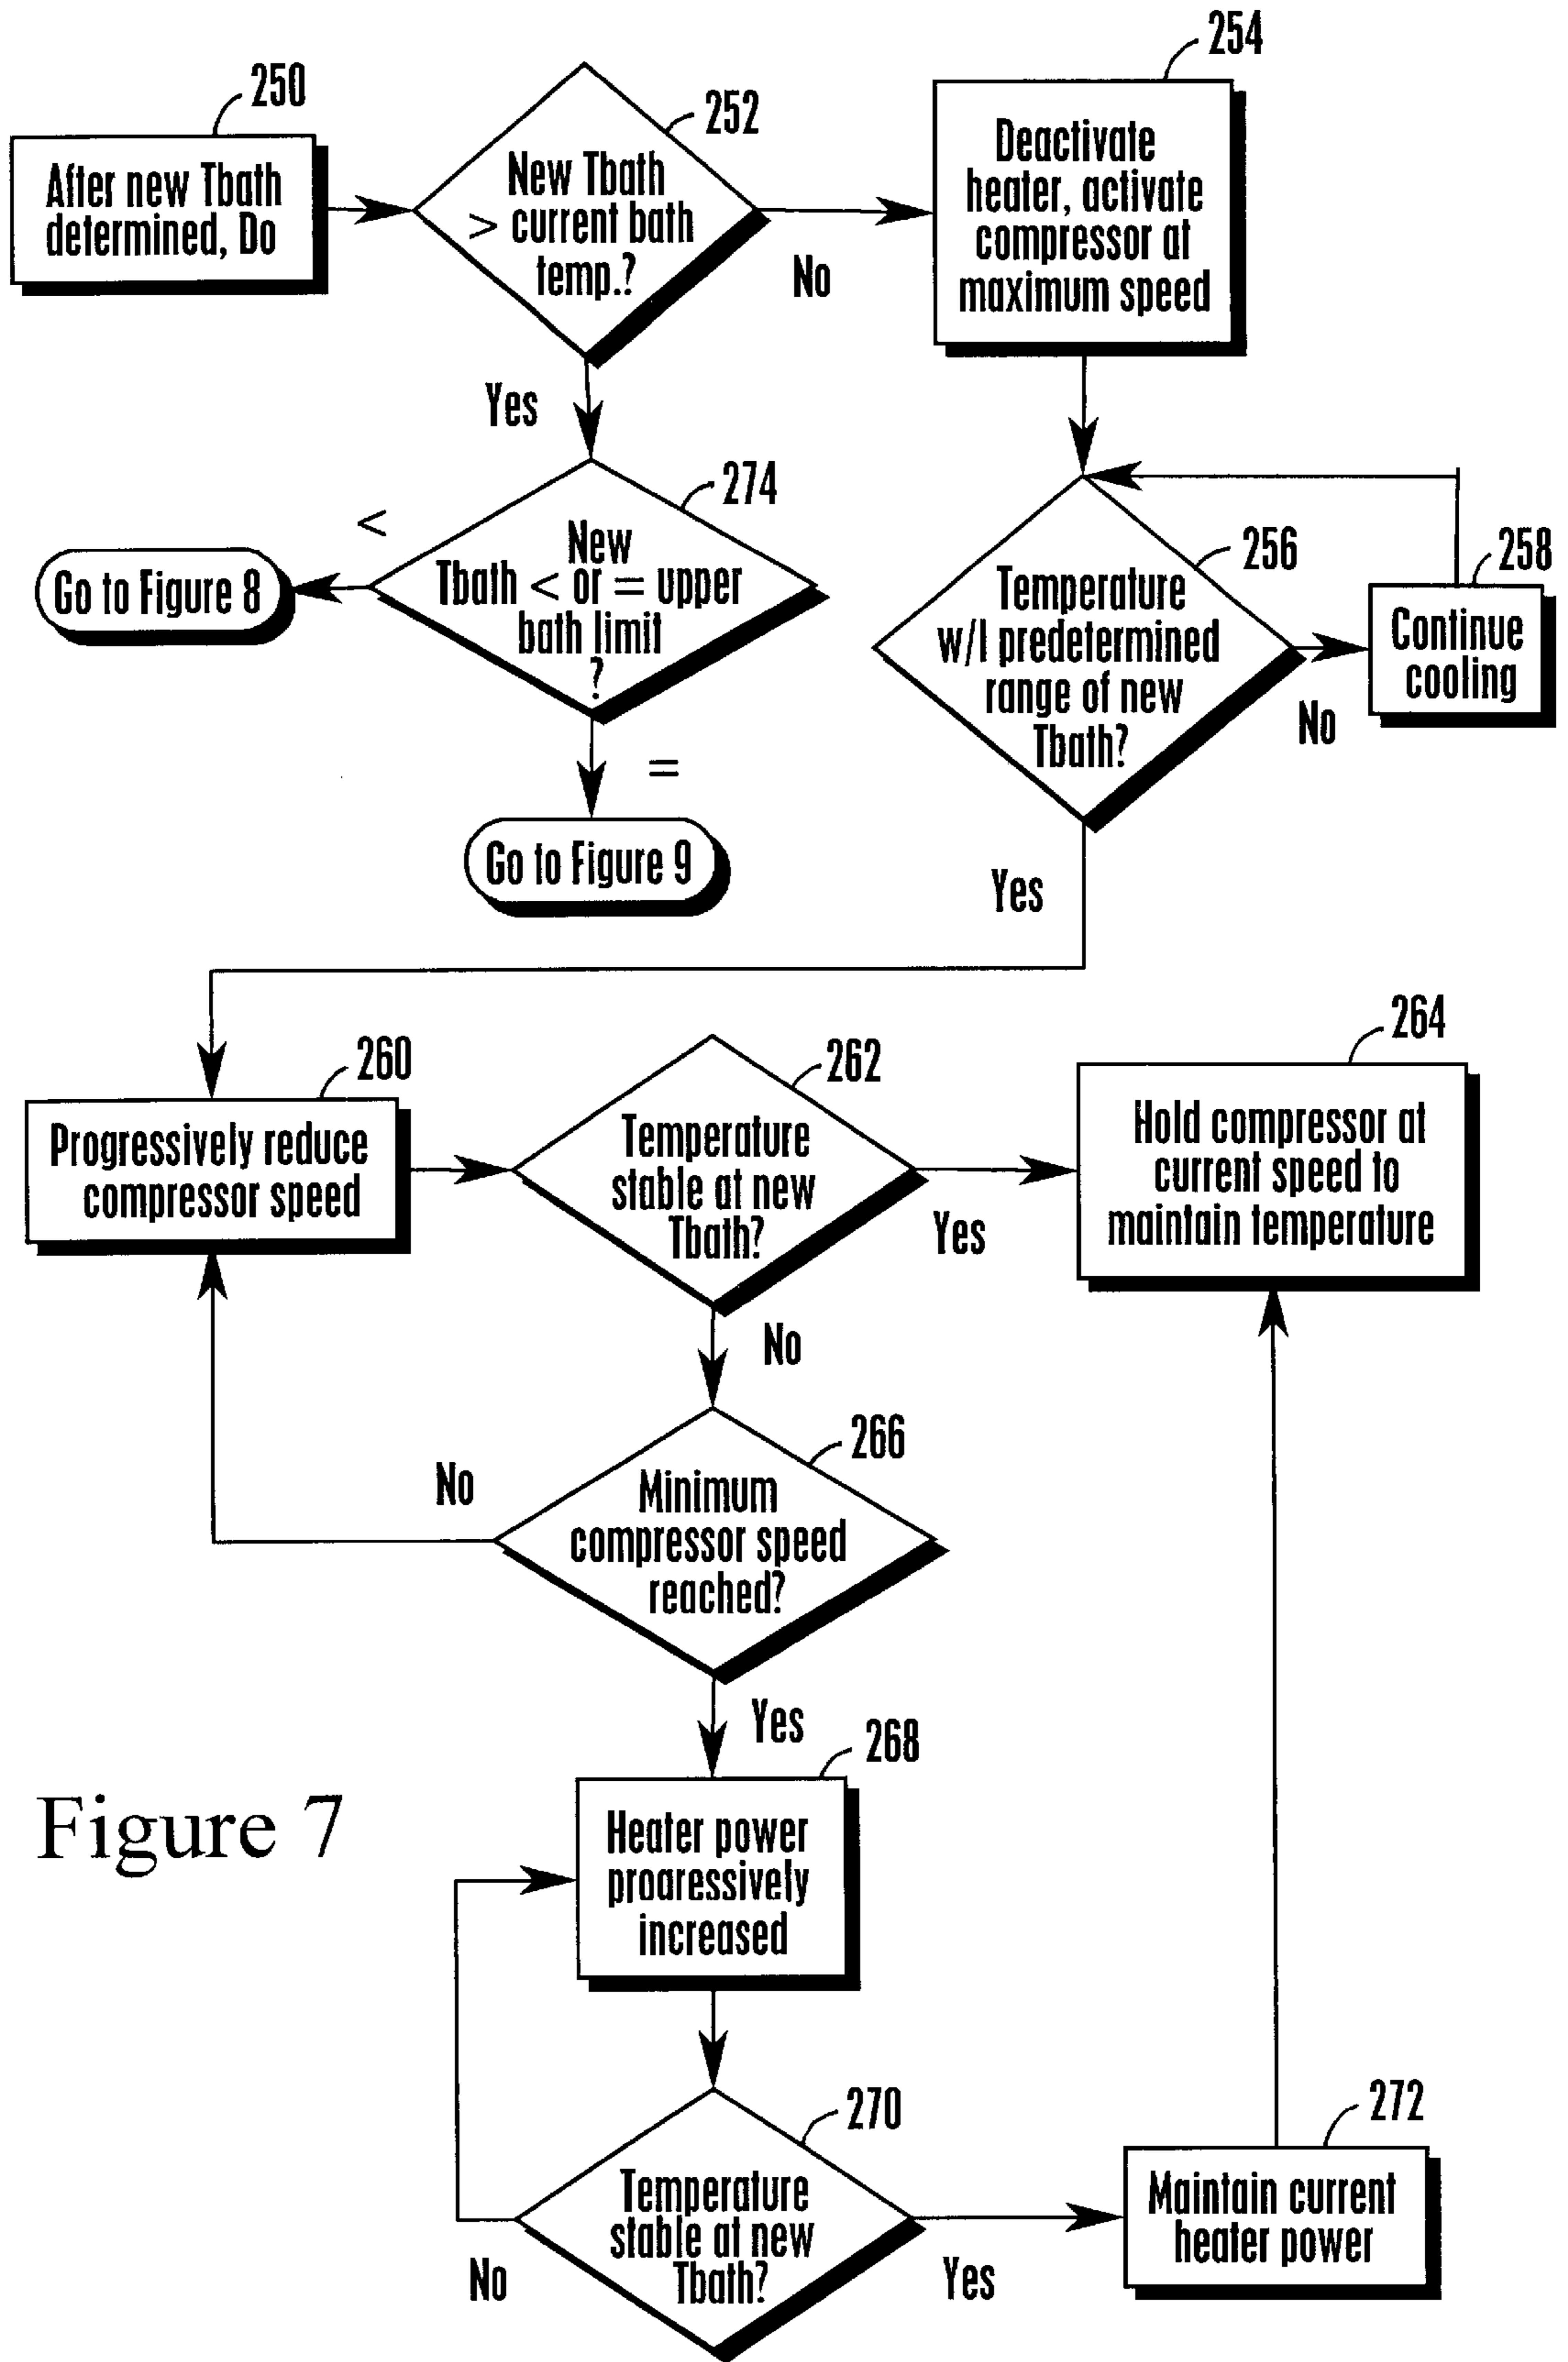 250
After new Tbath
determined, Do
252
New Tbath
> current bath
temp.?
No
Yes
254
Deactivate
heater, activate
compressor at
maximum speed
274
<
New
Tbath < or = upper
bath limit
?
Go to Figure 8
=
Go to Figure 9
256
Temperature
w/I predetermined
range of new
Tbath?
No
258
Continue
cooling
Yes
260
Progressively reduce
compressor speed
262
Temperature
stable at new
Tbath?
Yes
No
264
Hold compressor at
current speed to
maintain temperature
266
Minimum
compressor speed
reached?
No
Yes
268
Heater power
progressively
increased
Figure 7
270
Temperature
stable at new
Tbath?
No
Yes
272
Maintain current
heater power